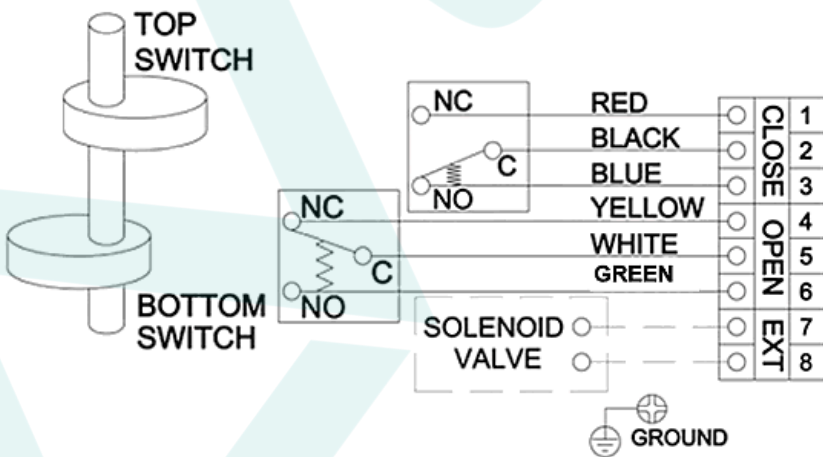 TOP
SWITCH
NC
C
NO
RED
BLACK
BLUE
CLOSE
1
2
3
NC
C
NO
YELLOW
WHITE
GREEN
OPEN
4
5
6
BOTTOM
SWITCH
SOLENOID
VALVE
EXT
7
8
GROUND